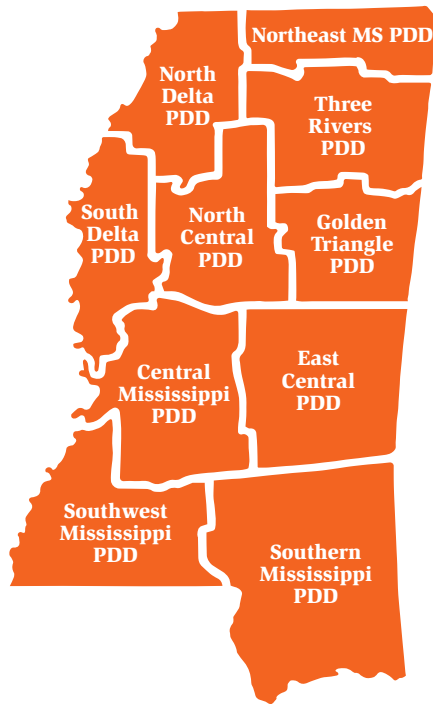 Northeast MS PDD
North
Delta
PDD
Three
Rivers
PDD
South
Delta
PDD
North
Central
PDD
Golden
Triangle
PDD
Central
Mississippi
PDD
East
Central
PDD
Southwest
Mississippi
PDD
Southern
Mississippi
PDD